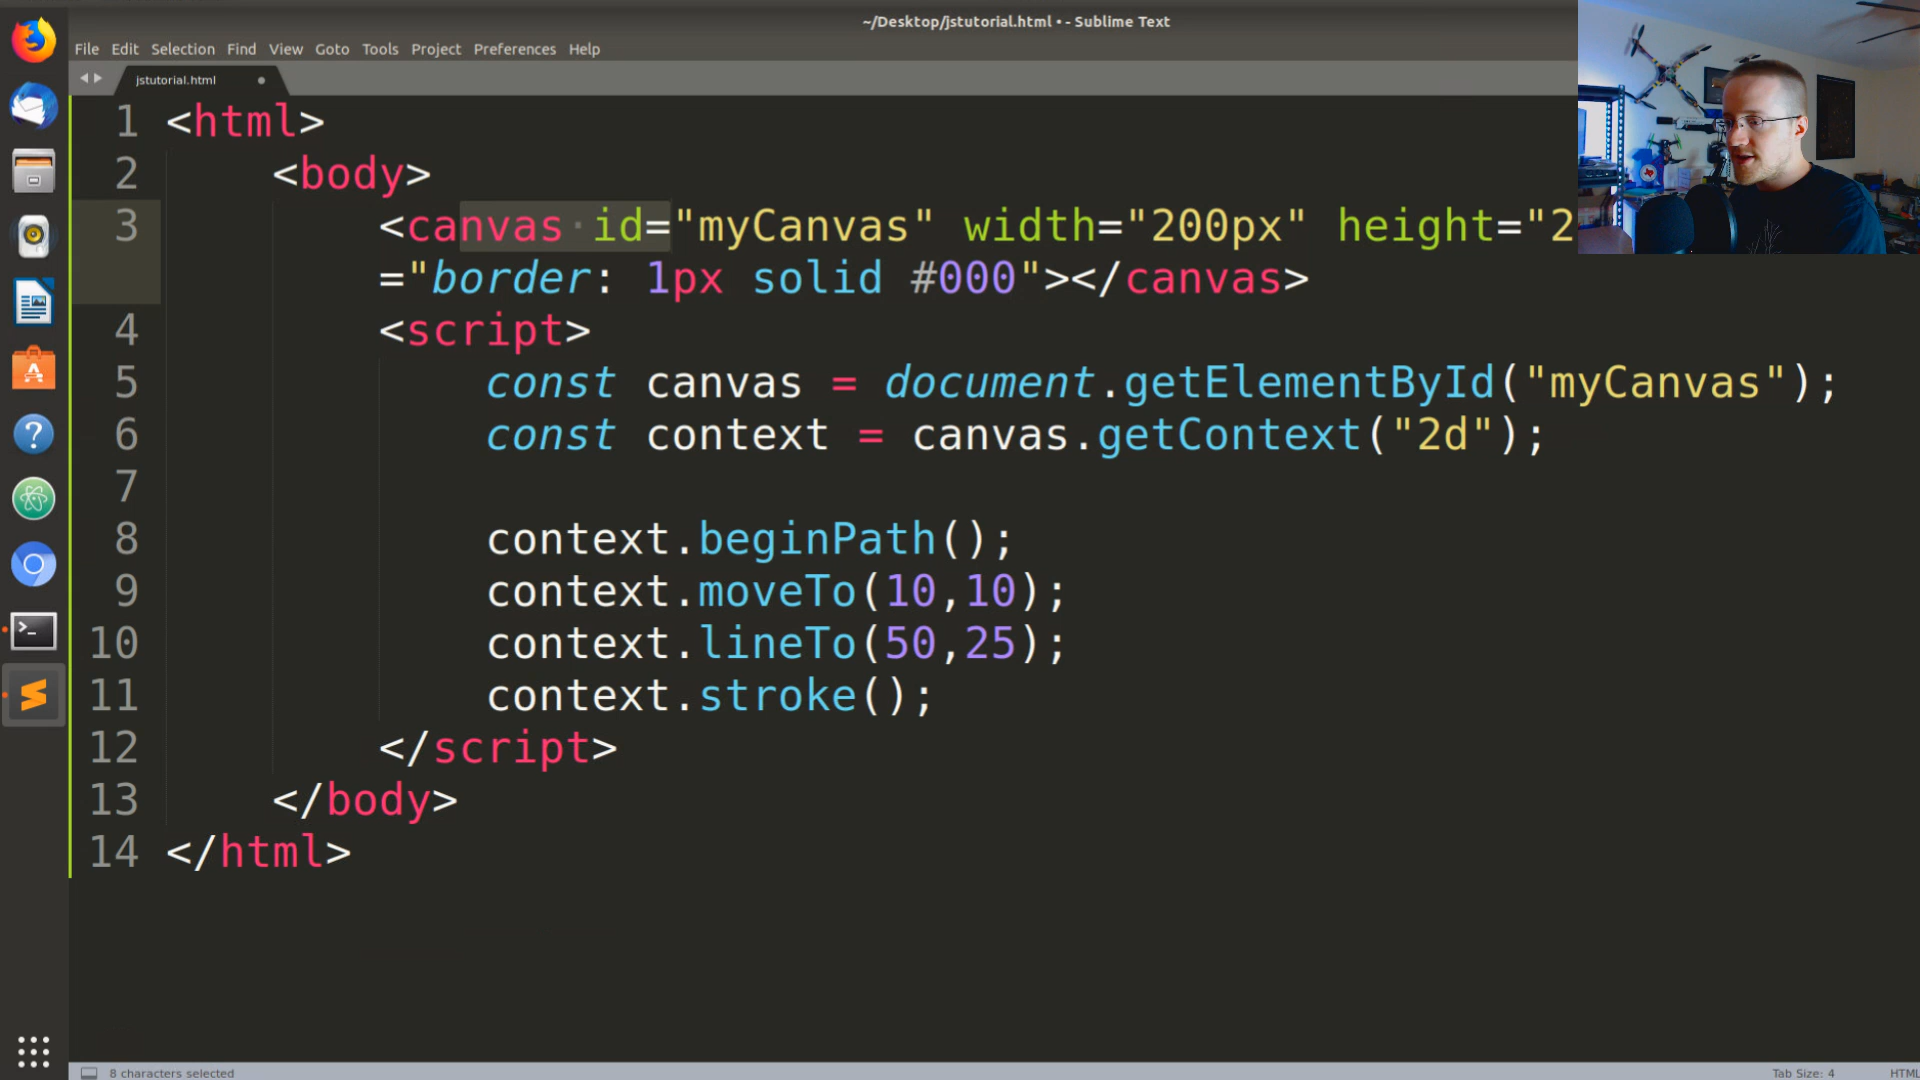 ~/Desktop/jstutorial.html • - Sublime Text
File Edit Selection Find View Goto Tools Project Preferences Help
jstutorial.html
1 <html>
2 <body>
3 <canvas id="myCanvas" width="200px" height="2
="border: 1px solid #000"></canvas>
4 <script>
5 const canvas = document.getElementById("myCanvas");
6 const context = canvas.getContext("2d");
7
8 context.beginPath();
9 context.moveTo(10,10);
10 context.lineTo(50,25);
11 context.stroke();
12 </script>
13 </body>
14 </html>
8 characters selected
Tab Size: 4
HTML